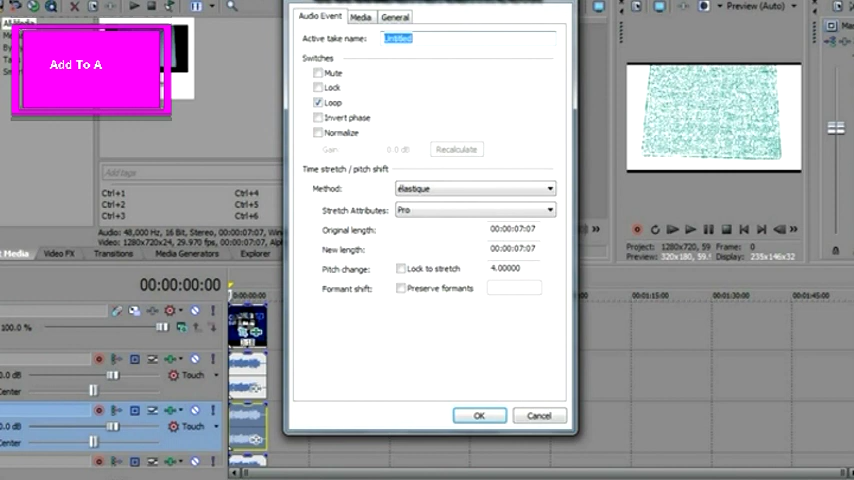 Preview (Auto)
Audio Event
Media
General
Add To A
Active take name:
Untitled
Switches
Mute
Lock
Loop
Invert phase
Normalize
Gain
0.0 dB
Recalculate
Add tags
Time stretch / pitch shift
Method:
élastique
Ctrl+1
Ctrl+4
Ctrl+2
Ctrl+5
Ctrl+3
Ctrl+6
Stretch Attributes:
Pro
Original length:
00:00:07:07
Audio: 48,000 Hz, 16 Bit, Stereo, 00:00:07:07,
Video: 1280x720x24, 29.970 fps, 00:00:07:07,
New length:
00:00:07:07
Project: 1280x720, 59
Frame: 0
Preview: 320x180, 59.
Display: 235x146x32
Media
Video FX
Transitions
Media Generators
Explorer
Pitch change:
Lock to stretch
4.00000
Formant shift:
Preserve formants
00:00:00:00
0:00:00:00
00:01:15:00
00:01:30:00
00:01:45:00
100.0 %
0.0 dB
Touch
Center
0.0 dB
Touch
Center
OK
Cancel